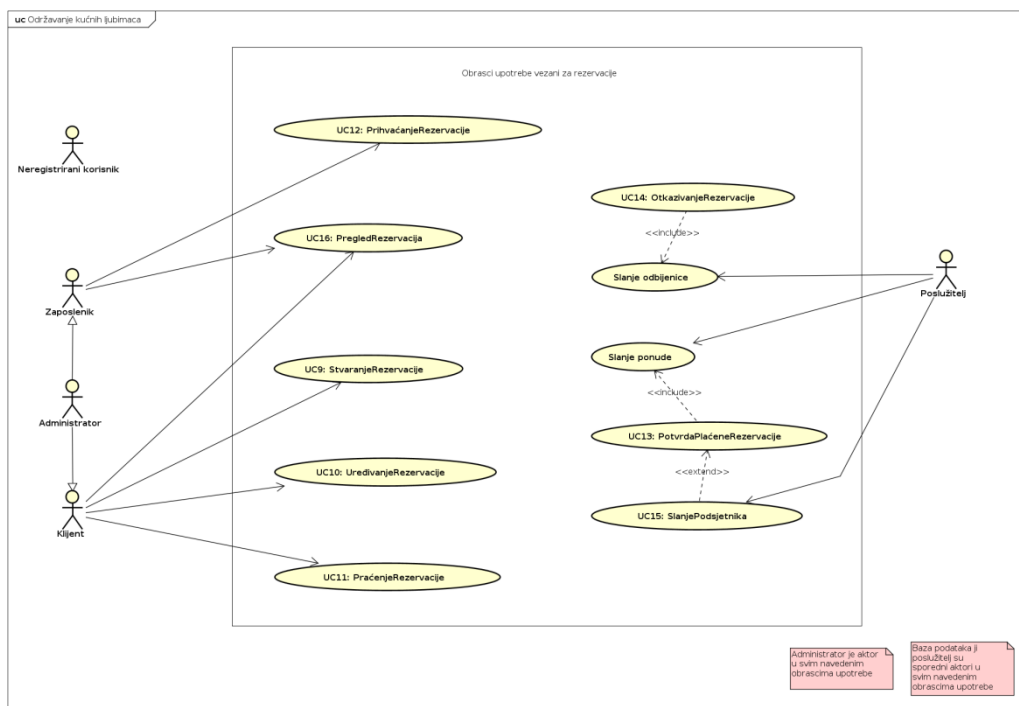 uc Održavanje kućnih ljubimaca
Obrasci upotrebe vezani za rezervacije
UC12: PrihvaćanjeRezervacije
Neregistrirani korisnik
UC14: OtkazivanjeRezervacije
<<include>>
UC16: PregledRezervacija
Slanje odbijenice
Zaposlenik
Poslužitelj
Slanje ponude
UC9: StvaranjeRezervacije
<<include>>
Administrator
UC13: PotvrdaPlaćeneRezervacije
<<extend>>
UC10: UređivanjeRezervacije
UC15: SlanjePodsjetnika
Klijent
UC11: PraćenjeRezervacije
Administrator je aktor
u svim navedenim
obrascima upotrebe
Baza podataka ji
poslužitelj su
sporedni aktori u
svim navedenim
obrascima upotrebe